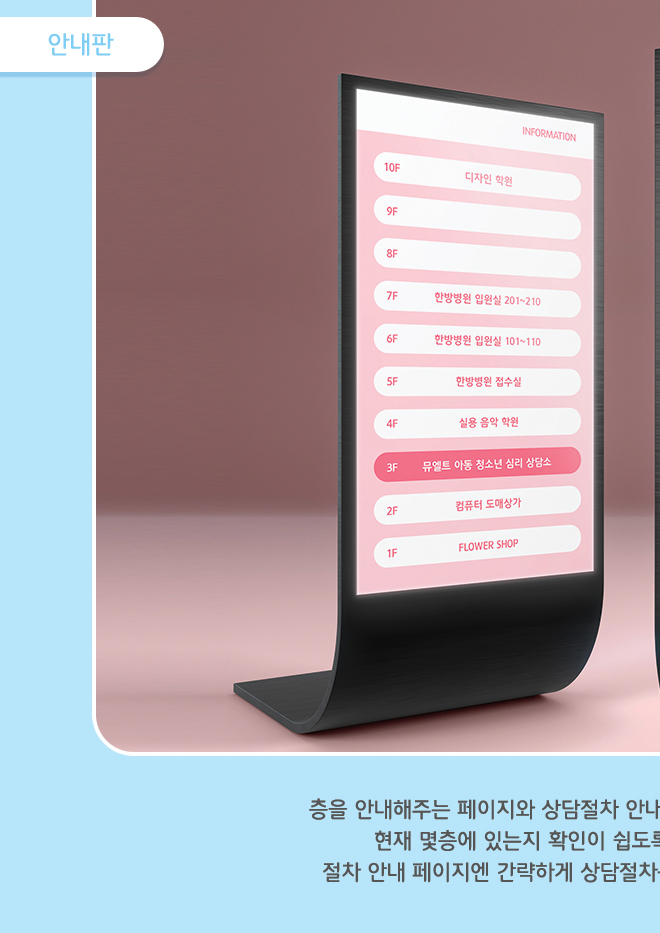 안내판
INFORMATION
10F 디자인 학원
9F
8F
7F 한방병원 입원실 201~210
6F 한방병원 입원실 101~110
5F 한방병원 접수실
4F 실용 음악 학원
3F 뮤엘트 아동 청소년 심리 상담소
2F 컴퓨터 도매상가
1F FLOWER SHOP
층을 안내해주는 페이지와 상담절차 안내
현재 몇층에 있는지 확인이 쉽도록
절차 안내 페이지엔 간략하게 상담절차